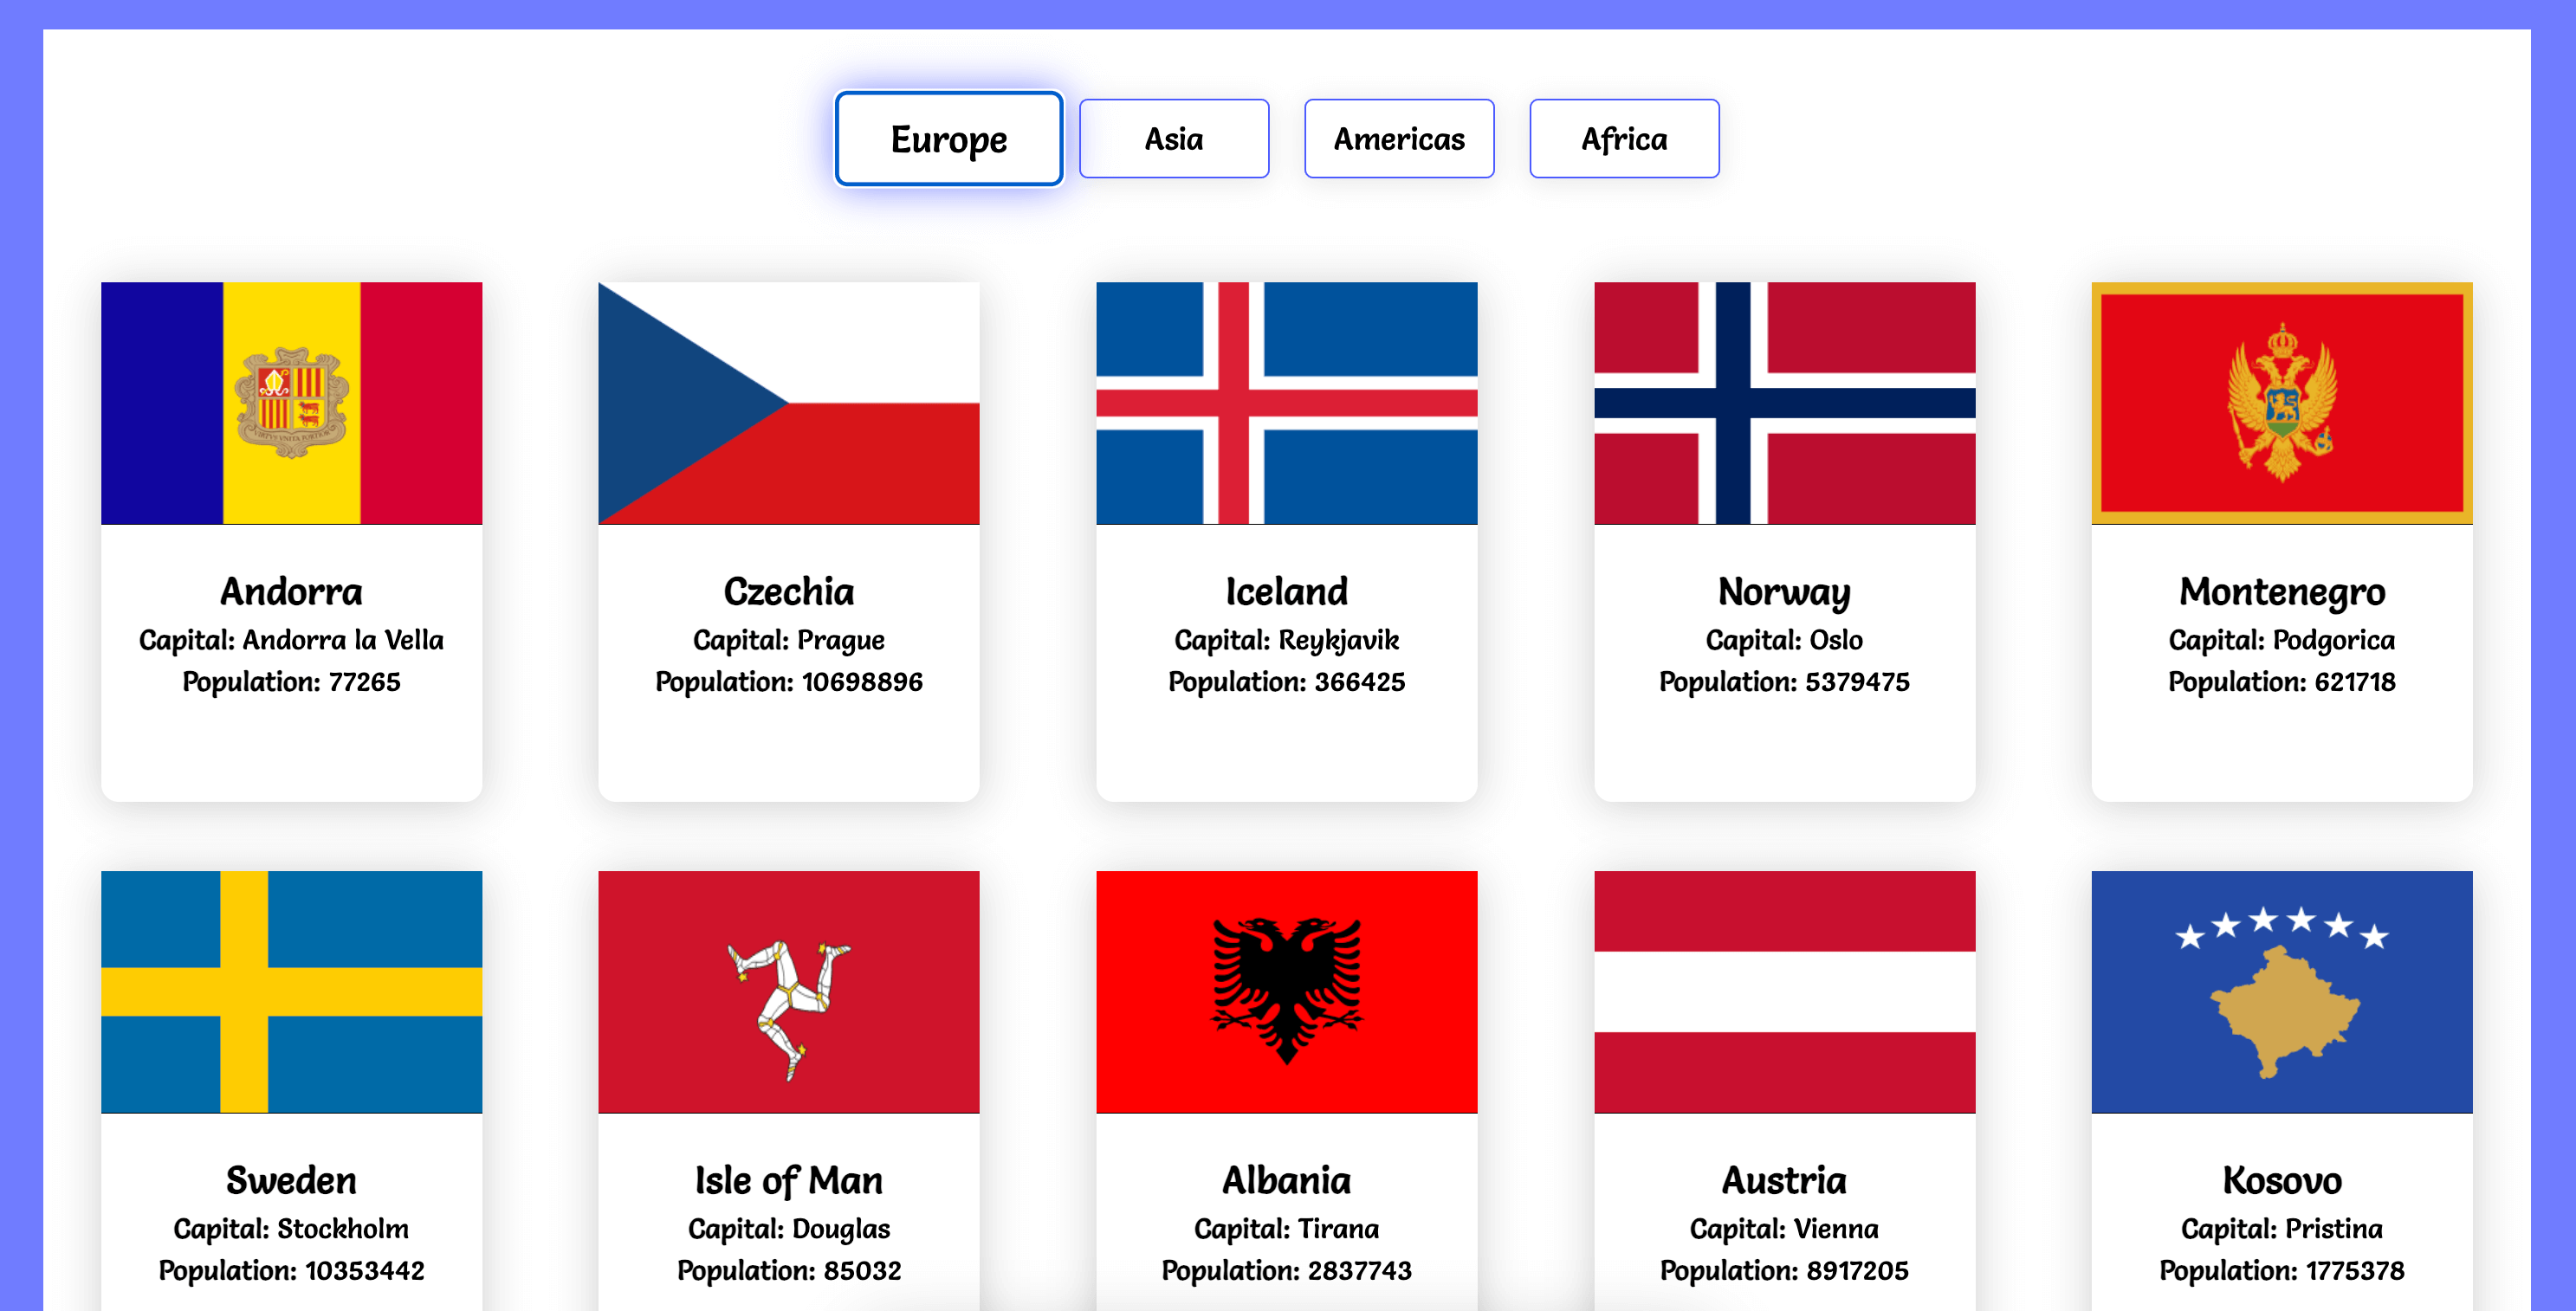 Europe
Asia
Americas
Africa
Andorra
Capital: Andorra la Vella
Population: 77265
Czechia
Capital: Prague
Population: 10698896
Iceland
Capital: Reykjavik
Population: 366425
Norway
Capital: Oslo
Population: 5379475
Montenegro
Capital: Podgorica
Population: 621718
Sweden
Capital: Stockholm
Population: 10353442
Isle of Man
Capital: Douglas
Population: 85032
Albania
Capital: Tirana
Population: 2837743
Austria
Capital: Vienna
Population: 8917205
Kosovo
Capital: Pristina
Population: 1775378